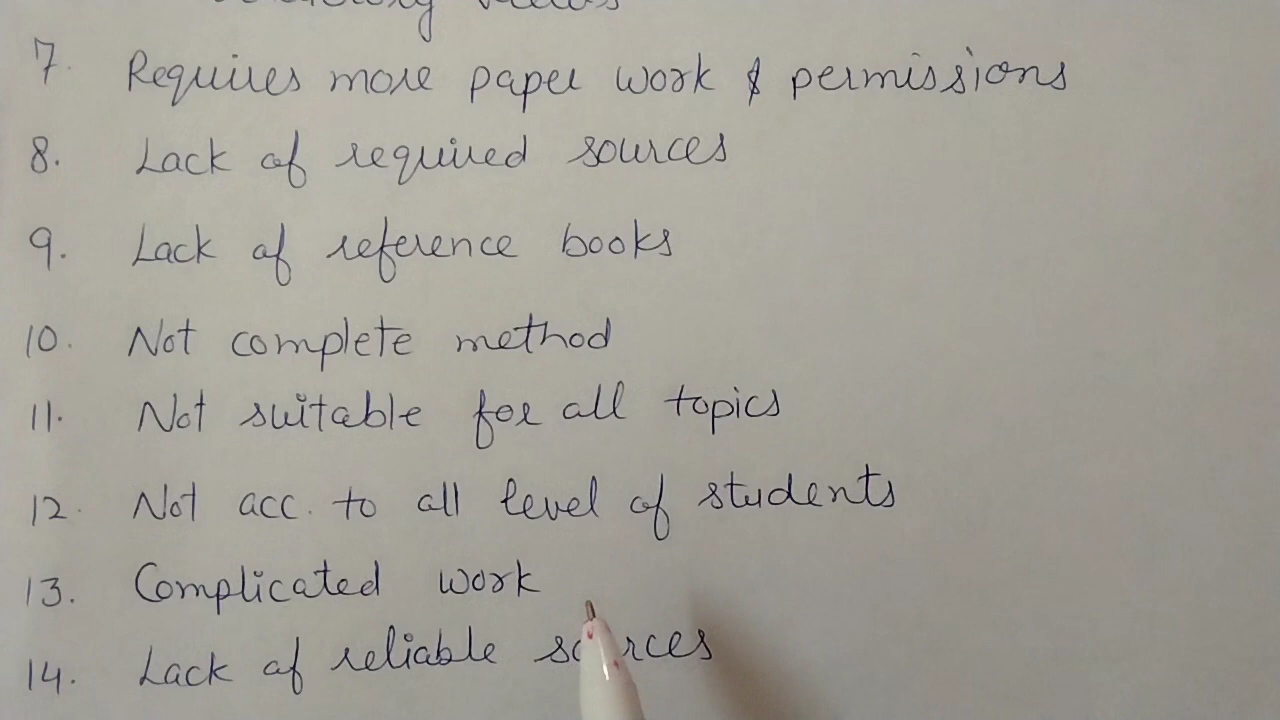 7. Requires more paper work & permissions
8. Lack of required sources
9. Lack of reference books
10. Not complete method
11. Not suitable for all topics
12. Not acc. to all level of students
13. Complicated work
14. Lack of reliable sources